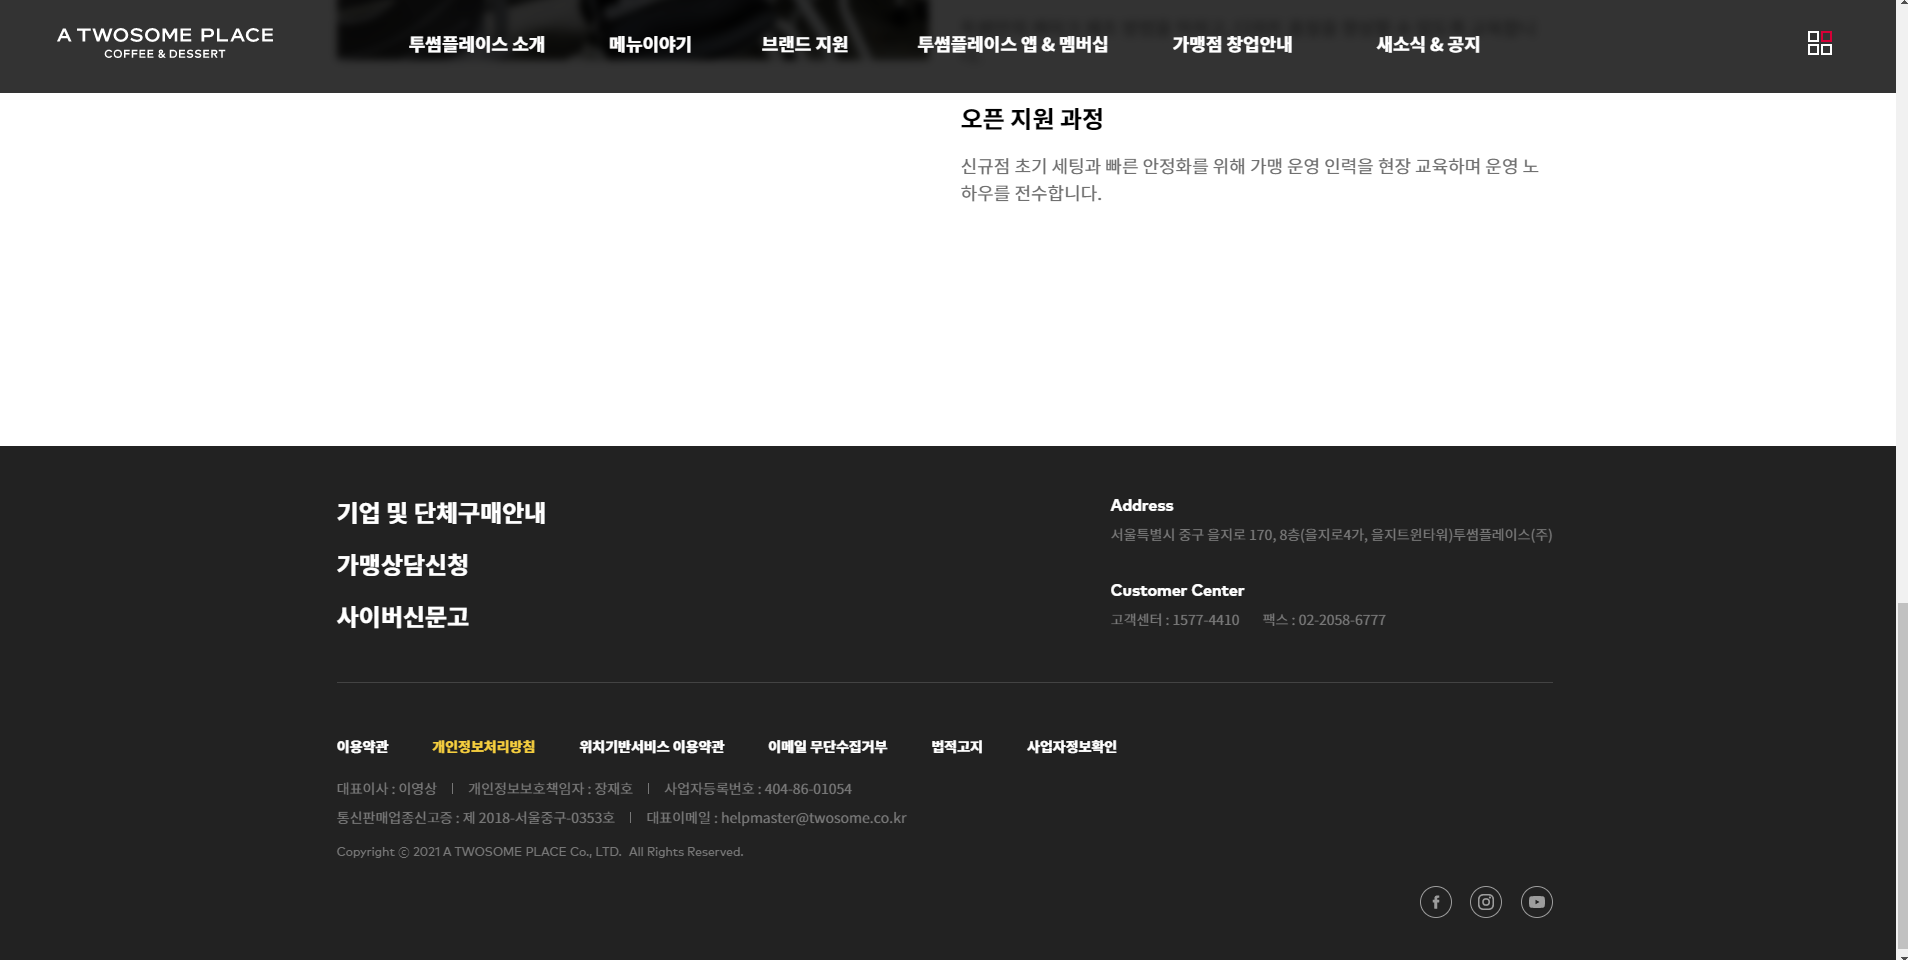 A TWOSOME PLACE
COFFEE & DESSERT
투썸플레이스 소개
메뉴이야기
브랜드 지원
투썸플레이스 앱 & 멤버십
가맹점 창업안내
새소식 & 공지
오픈 지원 과정
신규점 초기 세팅과 빠른 안정화를 위해 가맹 운영 인력을 현장 교육하며 운영 노
하우를 전수합니다.
기업 및 단체구매안내
가맹상담신청
사이버신문고
Address
서울특별시 중구 을지로 170, 8층(을지로4가, 을지트윈타워)투썸플레이스(주)
Customer Center
고객센터 : 1577-4410 팩스 : 02-2058-6777
이용약관 개인정보처리방침 위치기반서비스 이용약관 이메일 무단수집거부 법적고지 사업자정보확인
대표이사 : 이영상 | 개인정보보호책임자 : 장재호 | 사업자등록번호 : 404-86-01054
통신판매업종신고증 : 제 2018-서울중구-0353호 | 대표이메일 : helpmaster@twosome.co.kr
Copyright ⓒ 2021 A TWOSOME PLACE Co., LTD. All Rights Reserved.